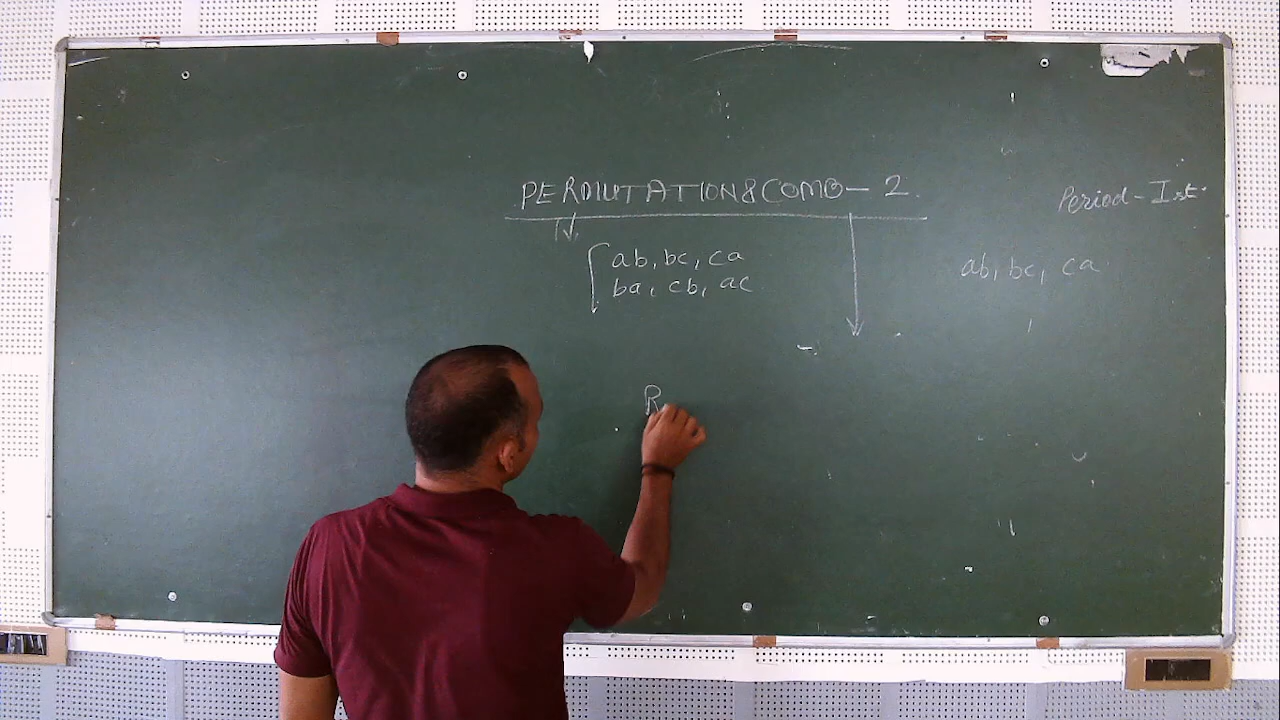 PERMUTATION & COMB - 2
Period - Ist
ab, bc, ca
ba, cb, ac
ab, bc, ca
R